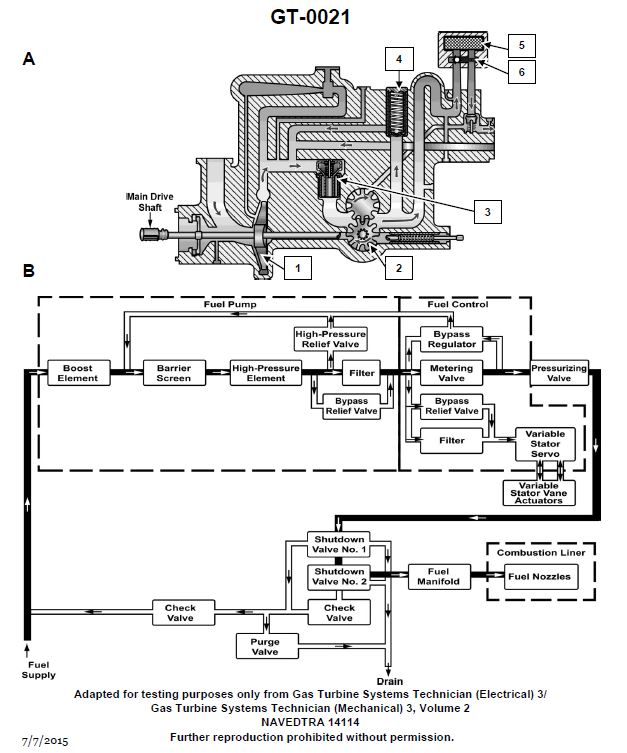 GT-0021
A
5
6
4
3
Main Drive
Shaft
1
2
B
Fuel Pump
Fuel Control
High-Pressure
Relief Valve
Bypass
Regulator
Boost
Element
Barrier
Screen
High-Pressure
Element
Filter
Metering
Valve
Pressurizing
Valve
Bypass
Relief Valve
Bypass
Relief Valve
Filter
Variable
Stator
Servo
Variable
Stator Vane
Actuators
Shutdown
Valve No. 1
Combustion Liner
Shutdown
Valve No. 2
Fuel
Manifold
Fuel Nozzles
Check
Valve
Check
Valve
Purge
Valve
Fuel
Supply
Drain
Adapted for testing purposes only from Gas Turbine Systems Technician (Electrical) 3/
Gas Turbine Systems Technician (Mechanical) 3, Volume 2
NAVEDTRA 14114
Further reproduction prohibited without permission.
7/7/2015